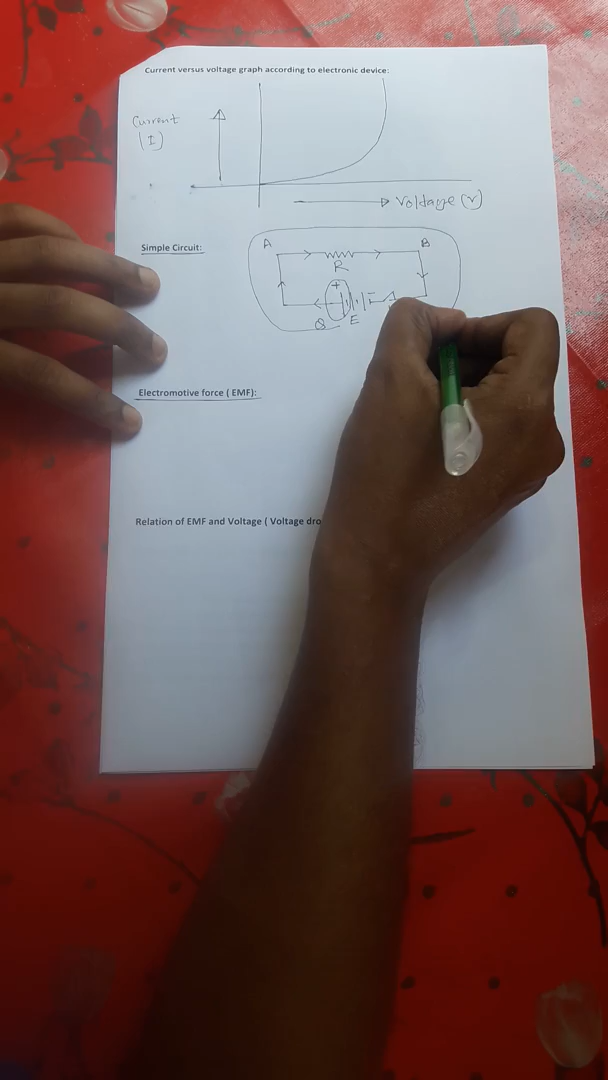 Current versus voltage graph according to electronic device:
Current
(I)
Voltage (V)
Simple Circuit:
A
B
R
+
E
Electromotive force ( EMF):
Relation of EMF and Voltage ( Voltage dro